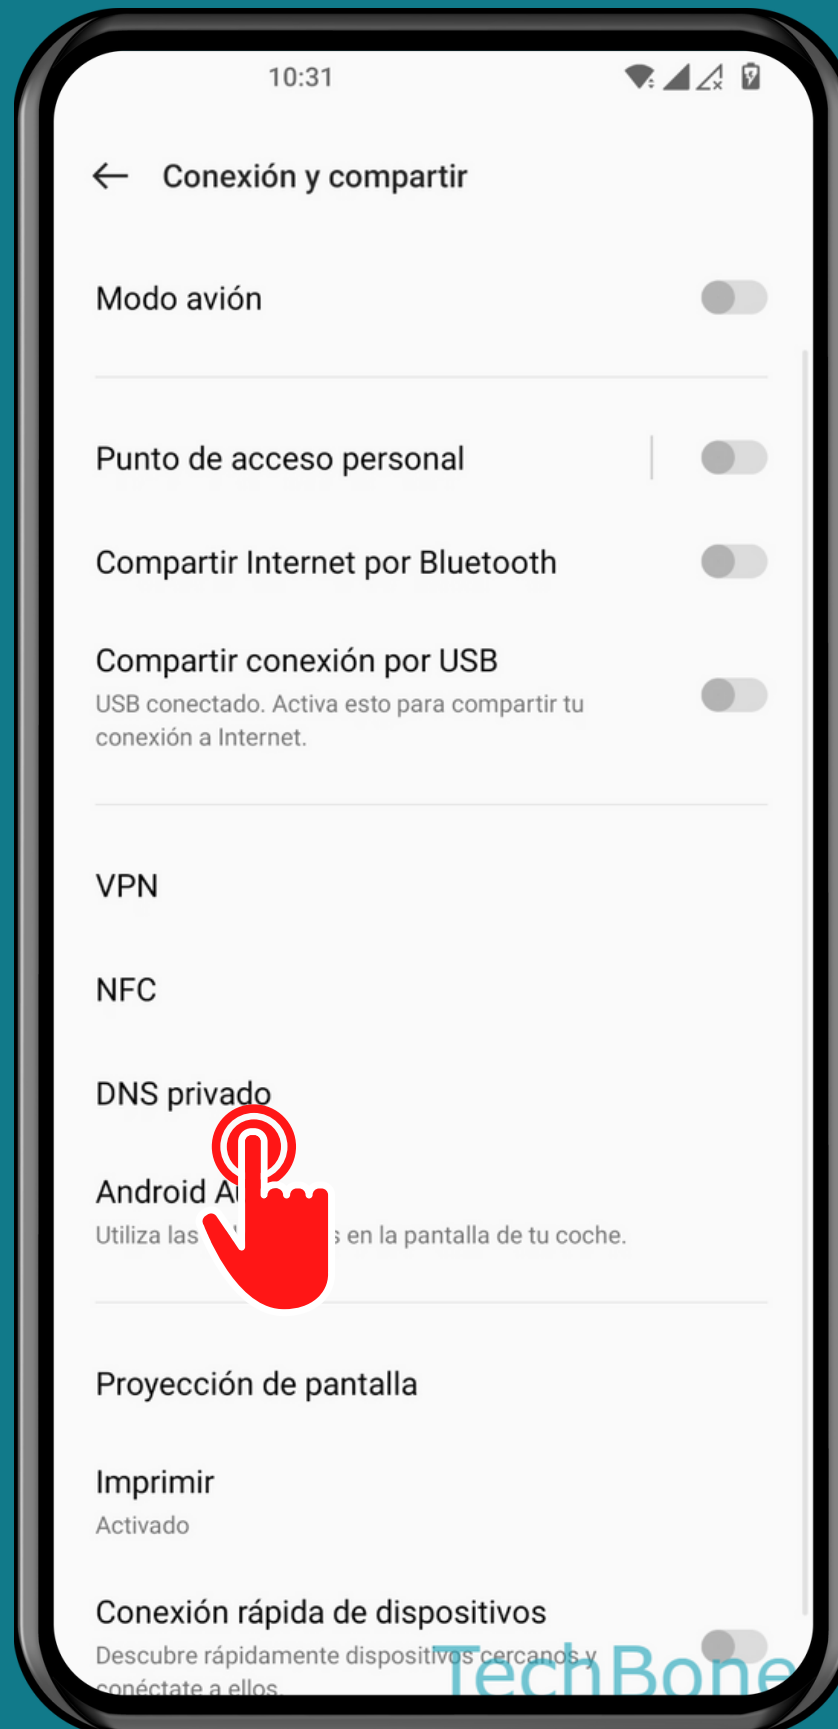 10:31
Conexión y compartir
Modo avión
Punto de acceso personal
Compartir Internet por Bluetooth
Compartir conexión por USB
USB conectado. Activa esto para compartir tu
conexión a Internet.
VPN
NFC
DNS privado
Android
Utiliza las en la pantalla de tu coche.
Proyección de pantalla
Imprimir
Activado
Conexión rápida de dispositivos
Descubre rápidamente dispositivos cercanos y
conéctate a ellos.
TechBone